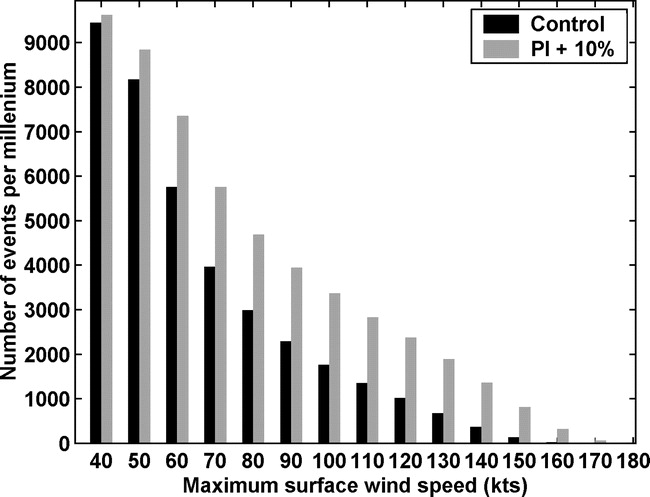 Control
PI + 10%
Number of events per millenium
9000
8000
7000
6000
5000
4000
3000
2000
1000
0
40 50 60 70 80 90 100 110 120 130 140 150 160 170 180
Maximum surface wind speed (kts)